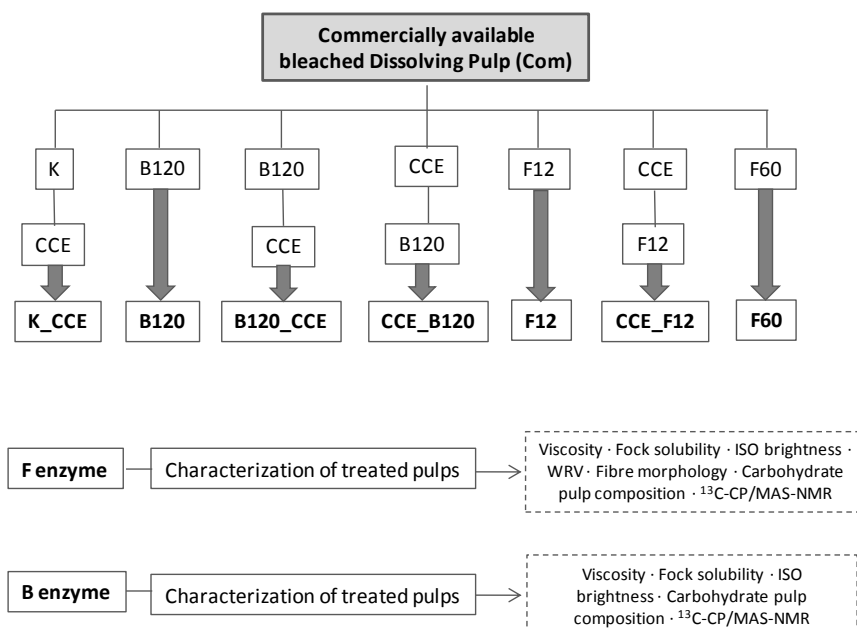 Commercially available
bleached Dissolving Pulp (Com)
K
B120
B120
CCE
F12
CCE
F60
CCE
CCE
B120
F12
K_CCE
B120
B120_CCE
CCE_B120
F12
CCE_F12
F60
F enzyme
Characterization of treated pulps
Viscosity · Fock solubility · ISO brightness ·
WRV · Fibre morphology · Carbohydrate
pulp composition · ¹³C-CP/MAS-NMR
B enzyme
Characterization of treated pulps
Viscosity · Fock solubility · ISO
brightness · Carbohydrate pulp
composition · ¹³C-CP/MAS-NMR